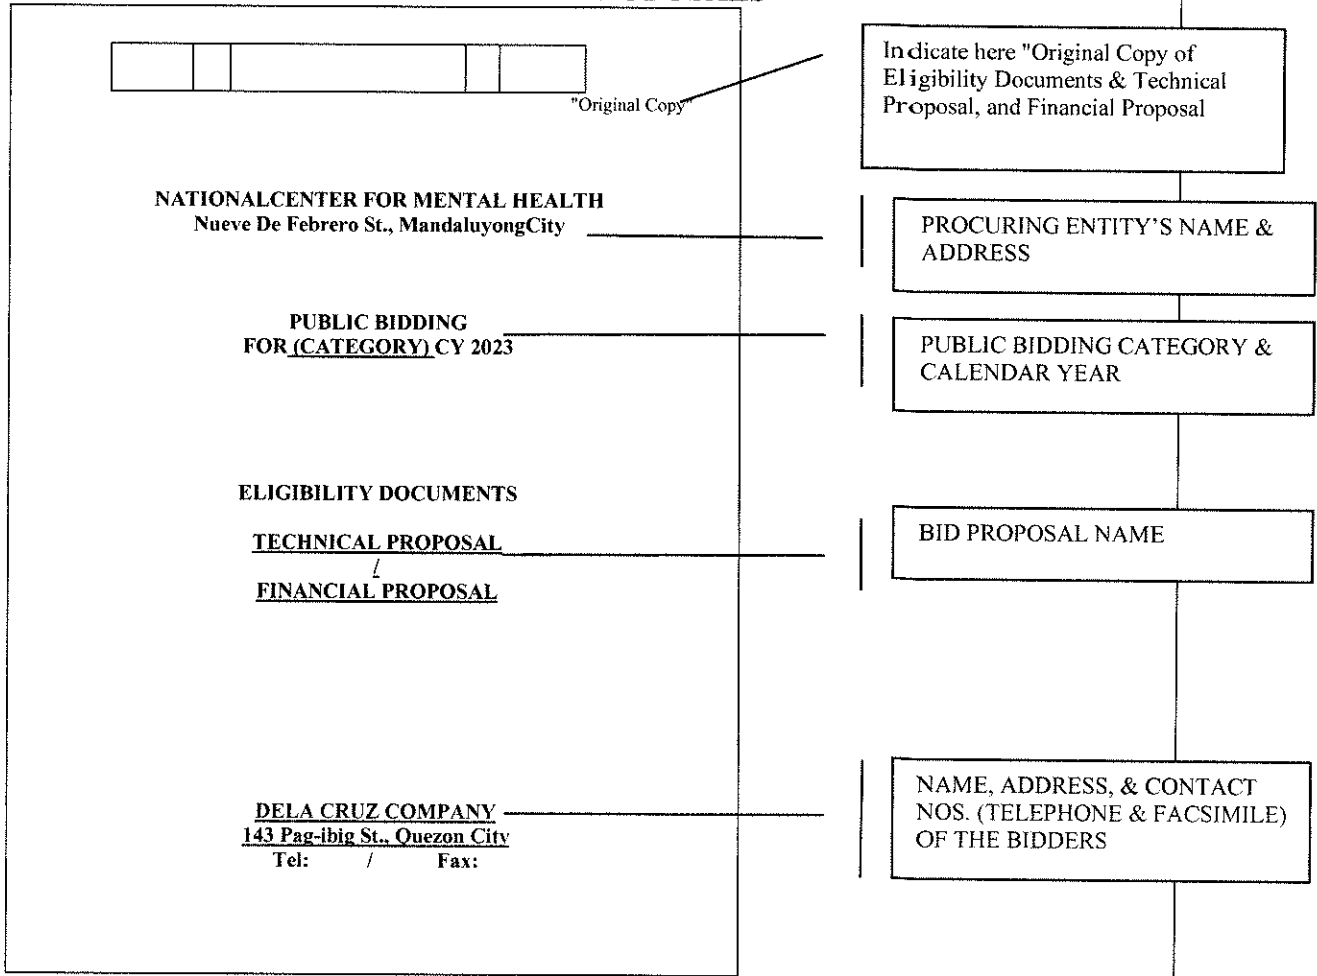 "Original Copy"
In dicate here "Original Copy of
Eligibility Documents & Technical
Proposal, and Financial Proposal
NATIONALCENTER FOR MENTAL HEALTH
Nueve De Febrero St., MandaluyongCity
PROCURING ENTITY'S NAME &
ADDRESS
PUBLIC BIDDING
FOR (CATEGORY) CY 2023
PUBLIC BIDDING CATEGORY &
CALENDAR YEAR
ELIGIBILITY DOCUMENTS
TECHNICAL PROPOSAL
/
FINANCIAL PROPOSAL
BID PROPOSAL NAME
DELA CRUZ COMPANY
143 Pag-ibig St., Quezon City
Tel: / Fax:
NAME, ADDRESS, & CONTACT
NOS. (TELEPHONE & FACSIMILE)
OF THE BIDDERS